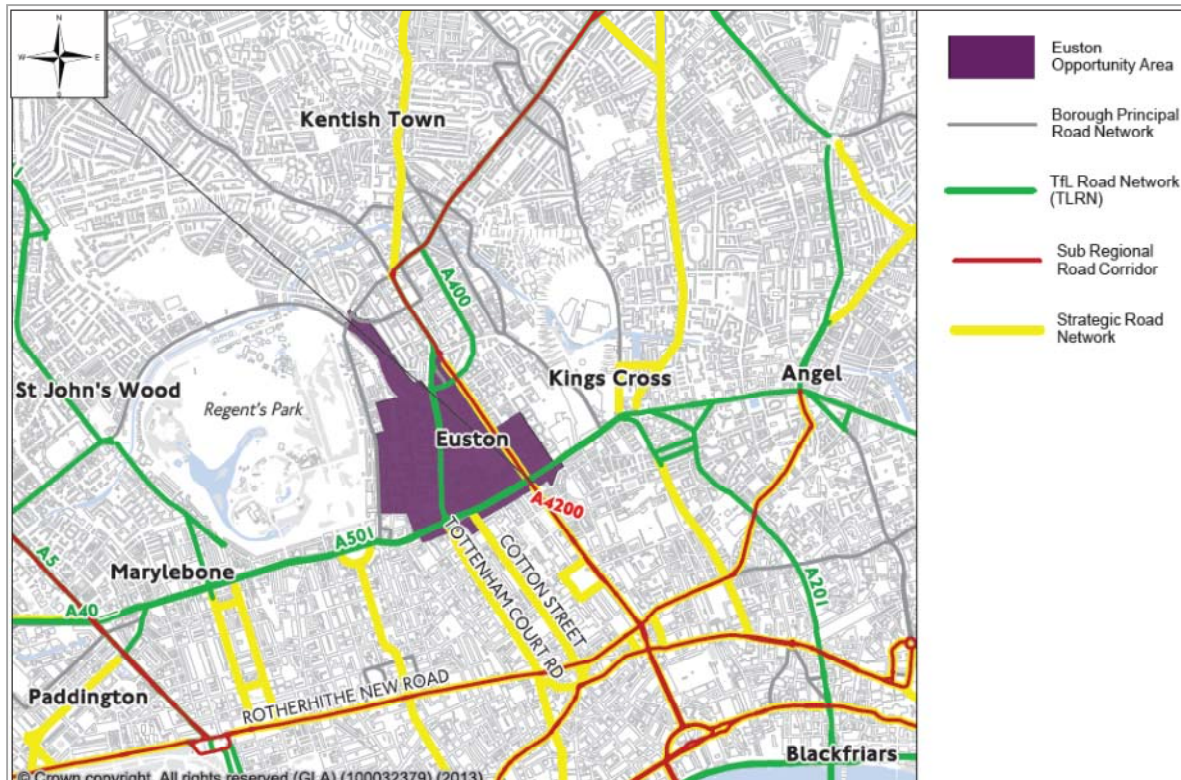 N
W
E
S
Kentish Town
A400
St John's Wood
Regent's Park
Kings Cross
Angel
Euston
A4200
A501
A5
Marylebone
TOTTENHAM COURT RD
COTTON STREET
A201
A40
Paddington
ROTHERHITHE NEW ROAD
Blackfriars
© Crown copyright. All rights reserved (GLA) (100032379) (2013)
Euston
Opportunity Area
Borough Principal
Road Network
TfL Road Network
(TLRN)
Sub Regional
Road Corridor
Strategic Road
Network